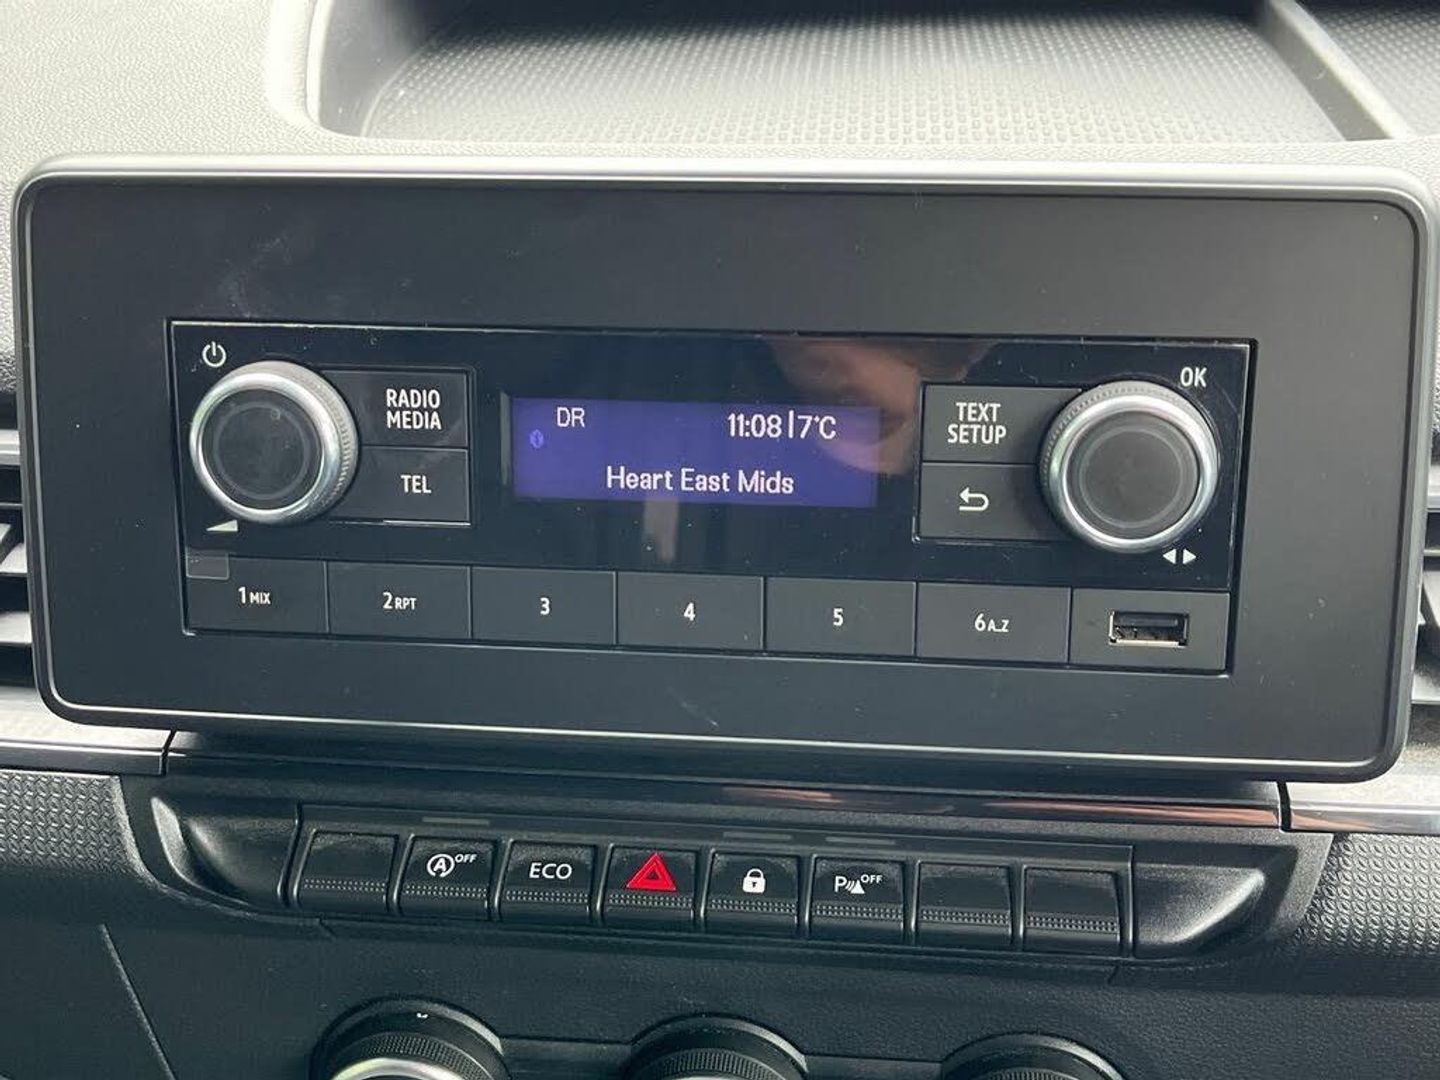 RADIO
MEDIA
TEL
DR
11:08|7°C
Heart East Mids
TEXT
SETUP
OK
1 MIX
2 RPT
3
4
5
6 A_Z
A OFF
ECO
P OFF